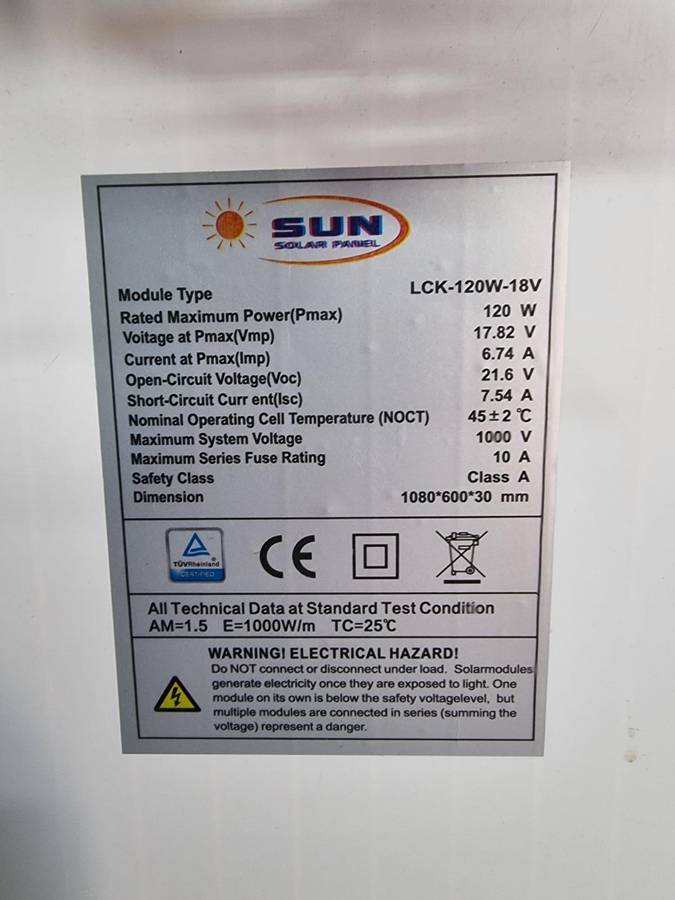 SUN
SOLAR PANEL
Module Type LCK-120W-18V
Rated Maximum Power(Pmax) 120 W
Voitage at Pmax(Vmp) 17.82 V
Current at Pmax(Imp) 6.74 A
Open-Circuit Voltage(Voc) 21.6 V
Short-Circuit Curr ent(Isc) 7.54 A
Nominal Operating Cell Temperature (NOCT) 45±2 ℃
Maximum System Voltage 1000 V
Maximum Series Fuse Rating 10 A
Safety Class Class A
Dimension 1080*600*30 mm
TÜVRheinland
CERTIFIED
CE
All Technical Data at Standard Test Condition
AM=1.5 E=1000W/m TC=25℃
WARNING! ELECTRICAL HAZARD!
Do NOT connect or disconnect under load. Solarmodules
generate electricity once they are exposed to light. One
module on its own is below the safety voltagelevel, but
multiple modules are connected in series (summing the
voltage) represent a danger.